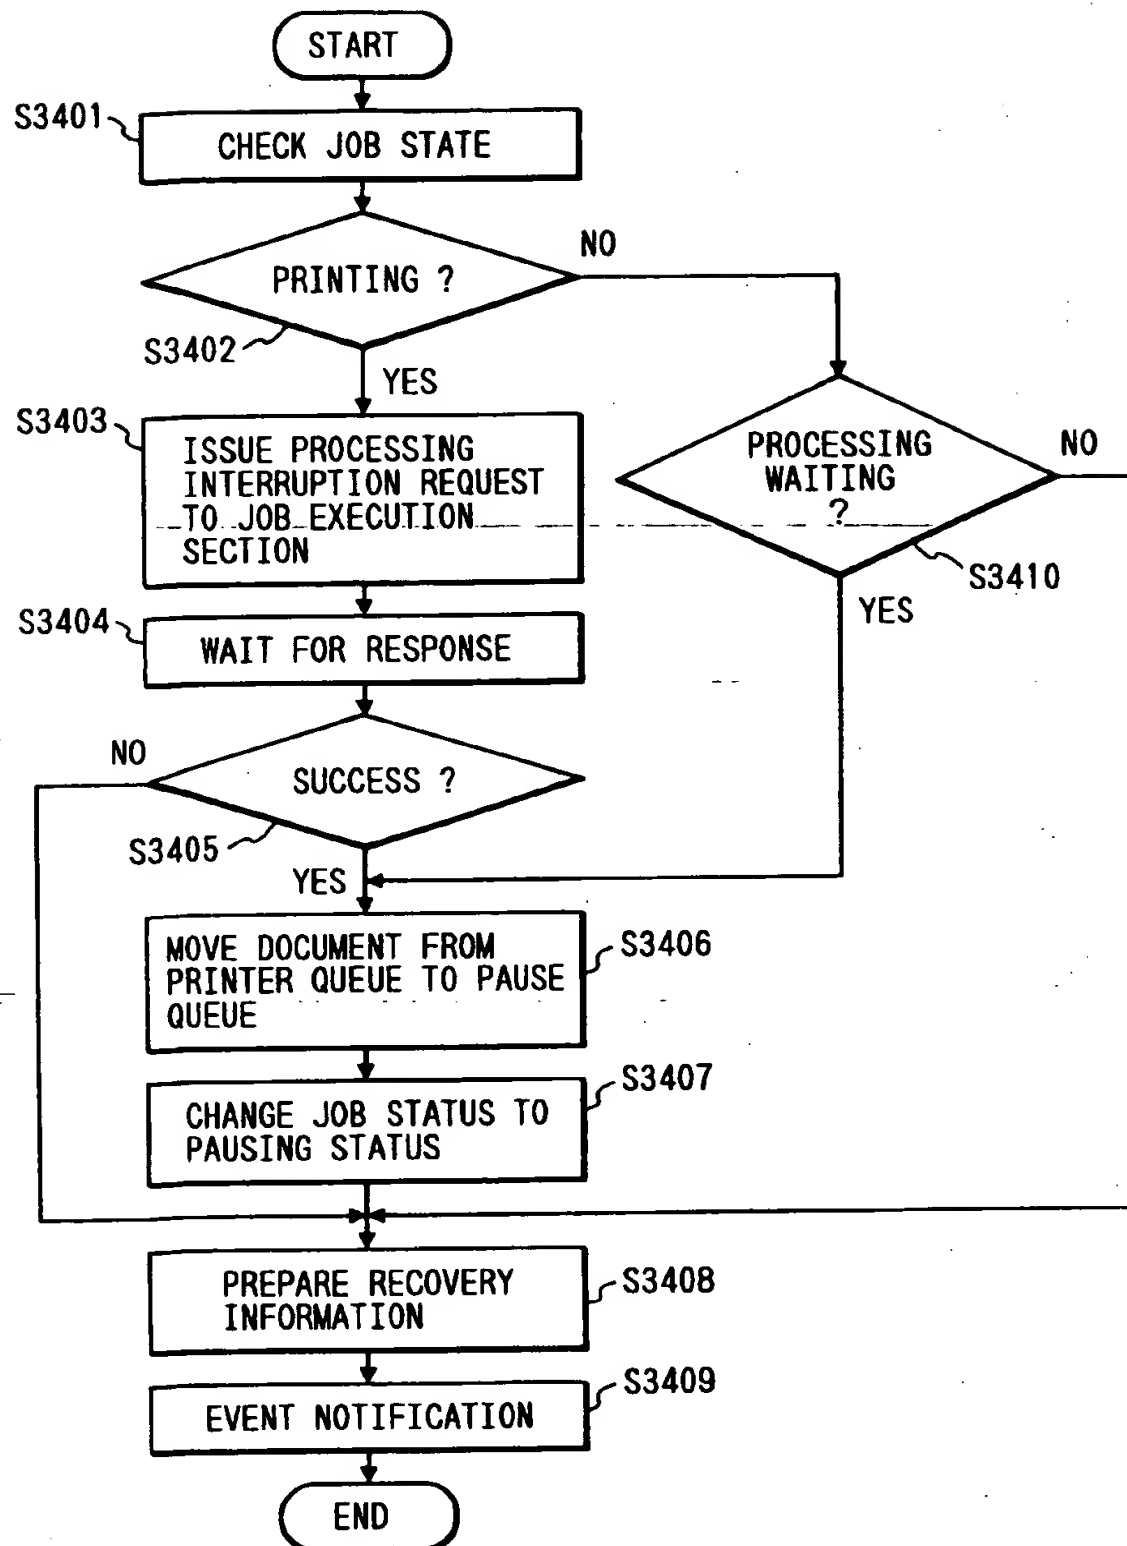 START
S3401
CHECK JOB STATE
NO
PRINTING ?
S3402
YES
S3403
ISSUE PROCESSING
INTERRUPTION REQUEST
TO JOB EXECUTION
SECTION
PROCESSING
WAITING
?
NO
S3410
YES
S3404
WAIT FOR RESPONSE
NO
SUCCESS ?
S3405
YES
MOVE DOCUMENT FROM
PRINTER QUEUE TO PAUSE
QUEUE
S3406
S3407
CHANGE JOB STATUS TO
PAUSING STATUS
PREPARE RECOVERY
INFORMATION
S3408
S3409
EVENT NOTIFICATION
END